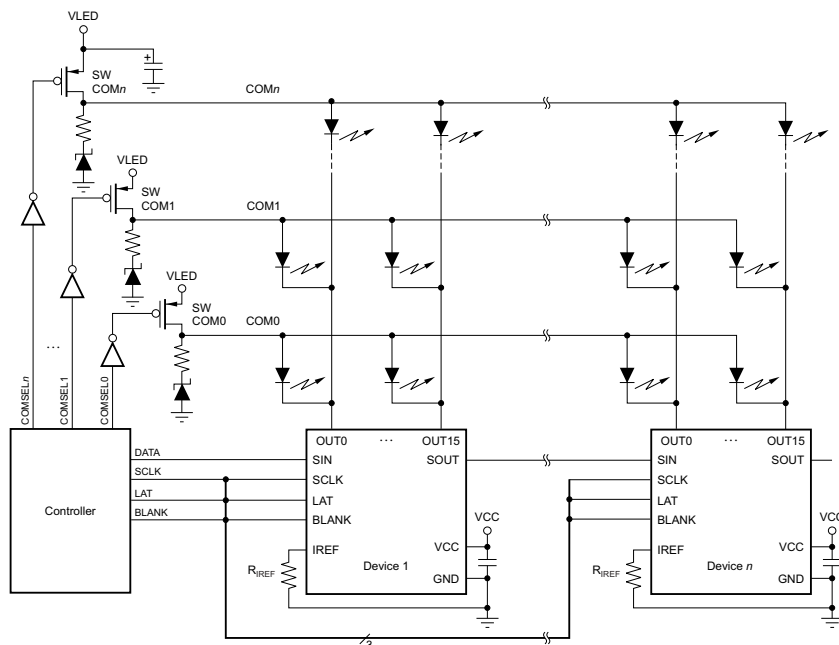 VLED
SW
COMn
COMn
VLED
SW
COM1
COM1
VLED
SW
COM0
COM0
...
COMSELn
COMSEL1
COMSEL0
Controller
DATA
SCLK
LAT
BLANK
OUT0 ... OUT15
SIN SOUT
SCLK
LAT
BLANK
IREF
VCC
GND
Device 1
RIREF
VCC
OUT0 ... OUT15
SIN SOUT
SCLK
LAT
BLANK
IREF
VCC
GND
Device n
RIREF
VCC
3